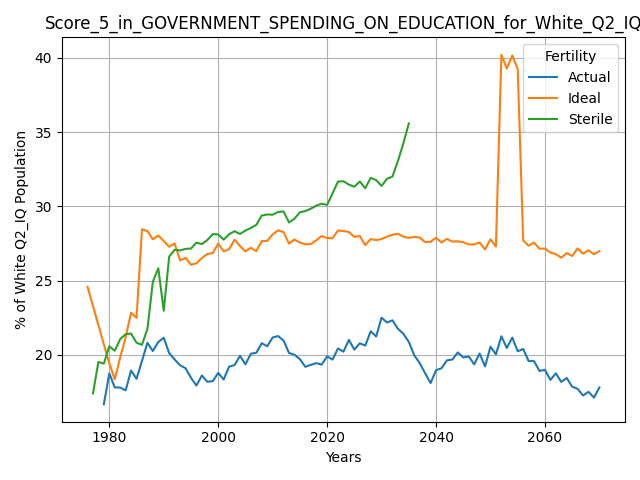 Score_5_in_GOVERNMENT_SPENDING_ON_EDUCATION_for_White_Q2_IQ
Fertility
Actual
Ideal
Sterile
40
35
30
25
20
% of White Q2_IQ Population
1980
2000
2020
2040
2060
Years